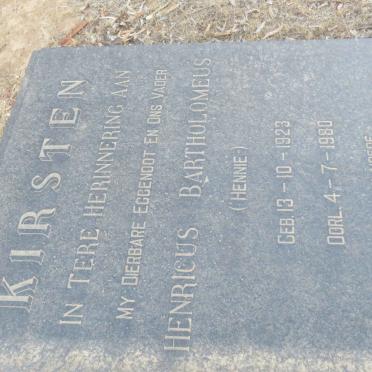 KIRSTEN
IN TERE HERINNERING AAN
MY DIERBARE EGGENOOT EN ONS VADER
HENRICUS BARTHOLOMEUS
(HENNIE)
GEB. 13-10-1923
OORL. 4-7-1980